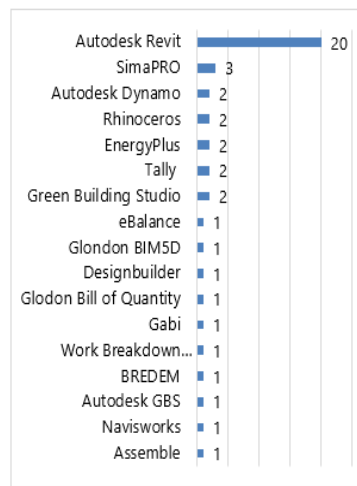 Autodesk Revit 20
SimaPRO 3
Autodesk Dynamo 2
Rhinoceros 2
EnergyPlus 2
Tally 2
Green Building Studio 2
eBalance 1
Glondon BIM5D 1
Designbuilder 1
Glodon Bill of Quantity 1
Gabi 1
Work Breakdown... 1
BREDEM 1
Autodesk GBS 1
Navisworks 1
Assemble 1